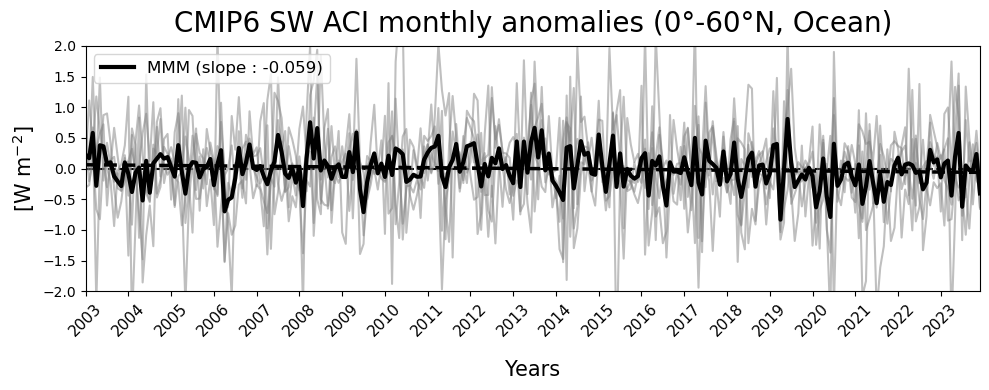 CMIP6 SW ACI monthly anomalies (0°-60°N, Ocean)
MMM (slope : -0.059)
[W m⁻²]
2.0
1.5
1.0
0.5
0.0
−0.5
−1.0
−1.5
−2.0
2003 2004 2005 2006 2007 2008 2009 2010 2011 2012 2013 2014 2015 2016 2017 2018 2019 2020 2021 2022 2023
Years